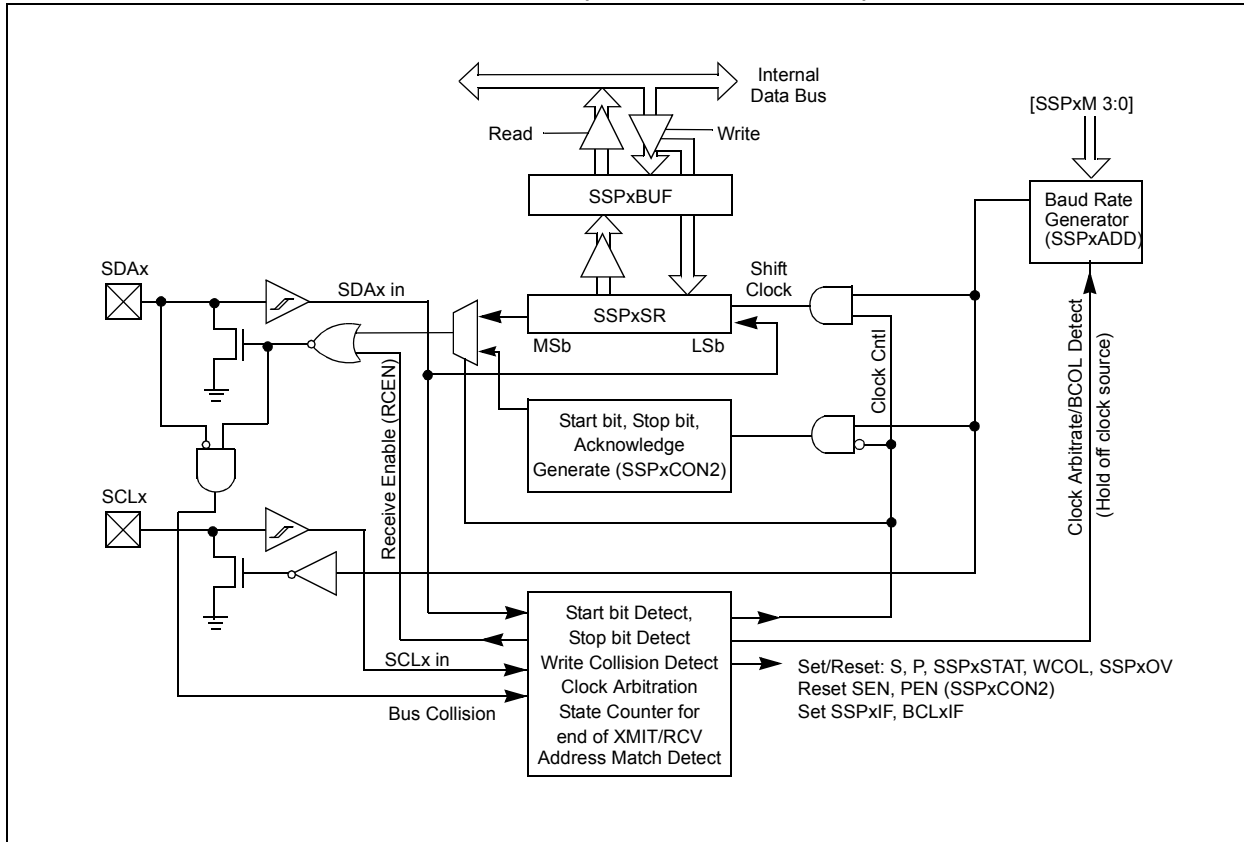 Internal
Data Bus
[SSPxM 3:0]
Read
Write
SSPxBUF
Baud Rate
Generator
(SSPxADD)
SDAx
SDAx in
Shift
Clock
SSPxSR
MSb
LSb
Receive Enable (RCEN)
Clock Cntl
Clock Arbitrate/BCOL Detect
(Hold off clock source)
Start bit, Stop bit,
Acknowledge
Generate (SSPxCON2)
SCLx
Start bit Detect,
Stop bit Detect
Write Collision Detect
Clock Arbitration
State Counter for
end of XMIT/RCV
Address Match Detect
SCLx in
Bus Collision
Set/Reset: S, P, SSPxSTAT, WCOL, SSPxOV
Reset SEN, PEN (SSPxCON2)
Set SSPxIF, BCLxIF